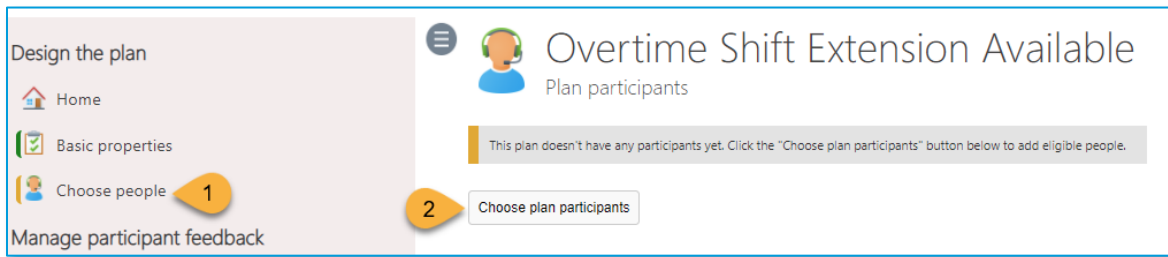 Design the plan
Home
Basic properties
Choose people
1
Manage participant feedback
Overtime Shift Extension Available
Plan participants
This plan doesn't have any participants yet. Click the "Choose plan participants" button below to add eligible people.
2
Choose plan participants